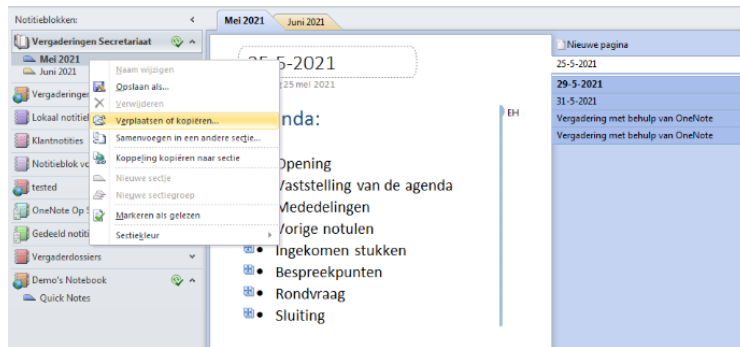 Notitieblokken:
Vergaderingen Secretariaat
Mei 2021
Juni 2021
Vergaderinge
Lokaal notitiel
Klantnotities
Notitieblok vo
tested
OneNote Op S
Gedeeld notiti
Vergaderdossiers
Demo's Notebook
Quick Notes
Naam wijzigen
Opslaan als...
Verwijderen
Verplaatsen of kopiëren...
Samenvoegen in een andere sectie...
Koppeling kopiëren naar sectie
Nieuwe sectie
Nieuwe sectiegroep
Markeren als gelezen
Sectiekleur
Mei 2021
Juni 2021
25-5-2021
25 mei 2021
nda:
EH
Opening
Vaststelling van de agenda
Mededelingen
Vorige notulen
Ingekomen stukken
Bespreekpunten
Rondvraag
Sluiting
Nieuwe pagina
25-5-2021
29-5-2021
31-5-2021
Vergadering met behulp van OneNote
Vergadering met behulp van OneNote